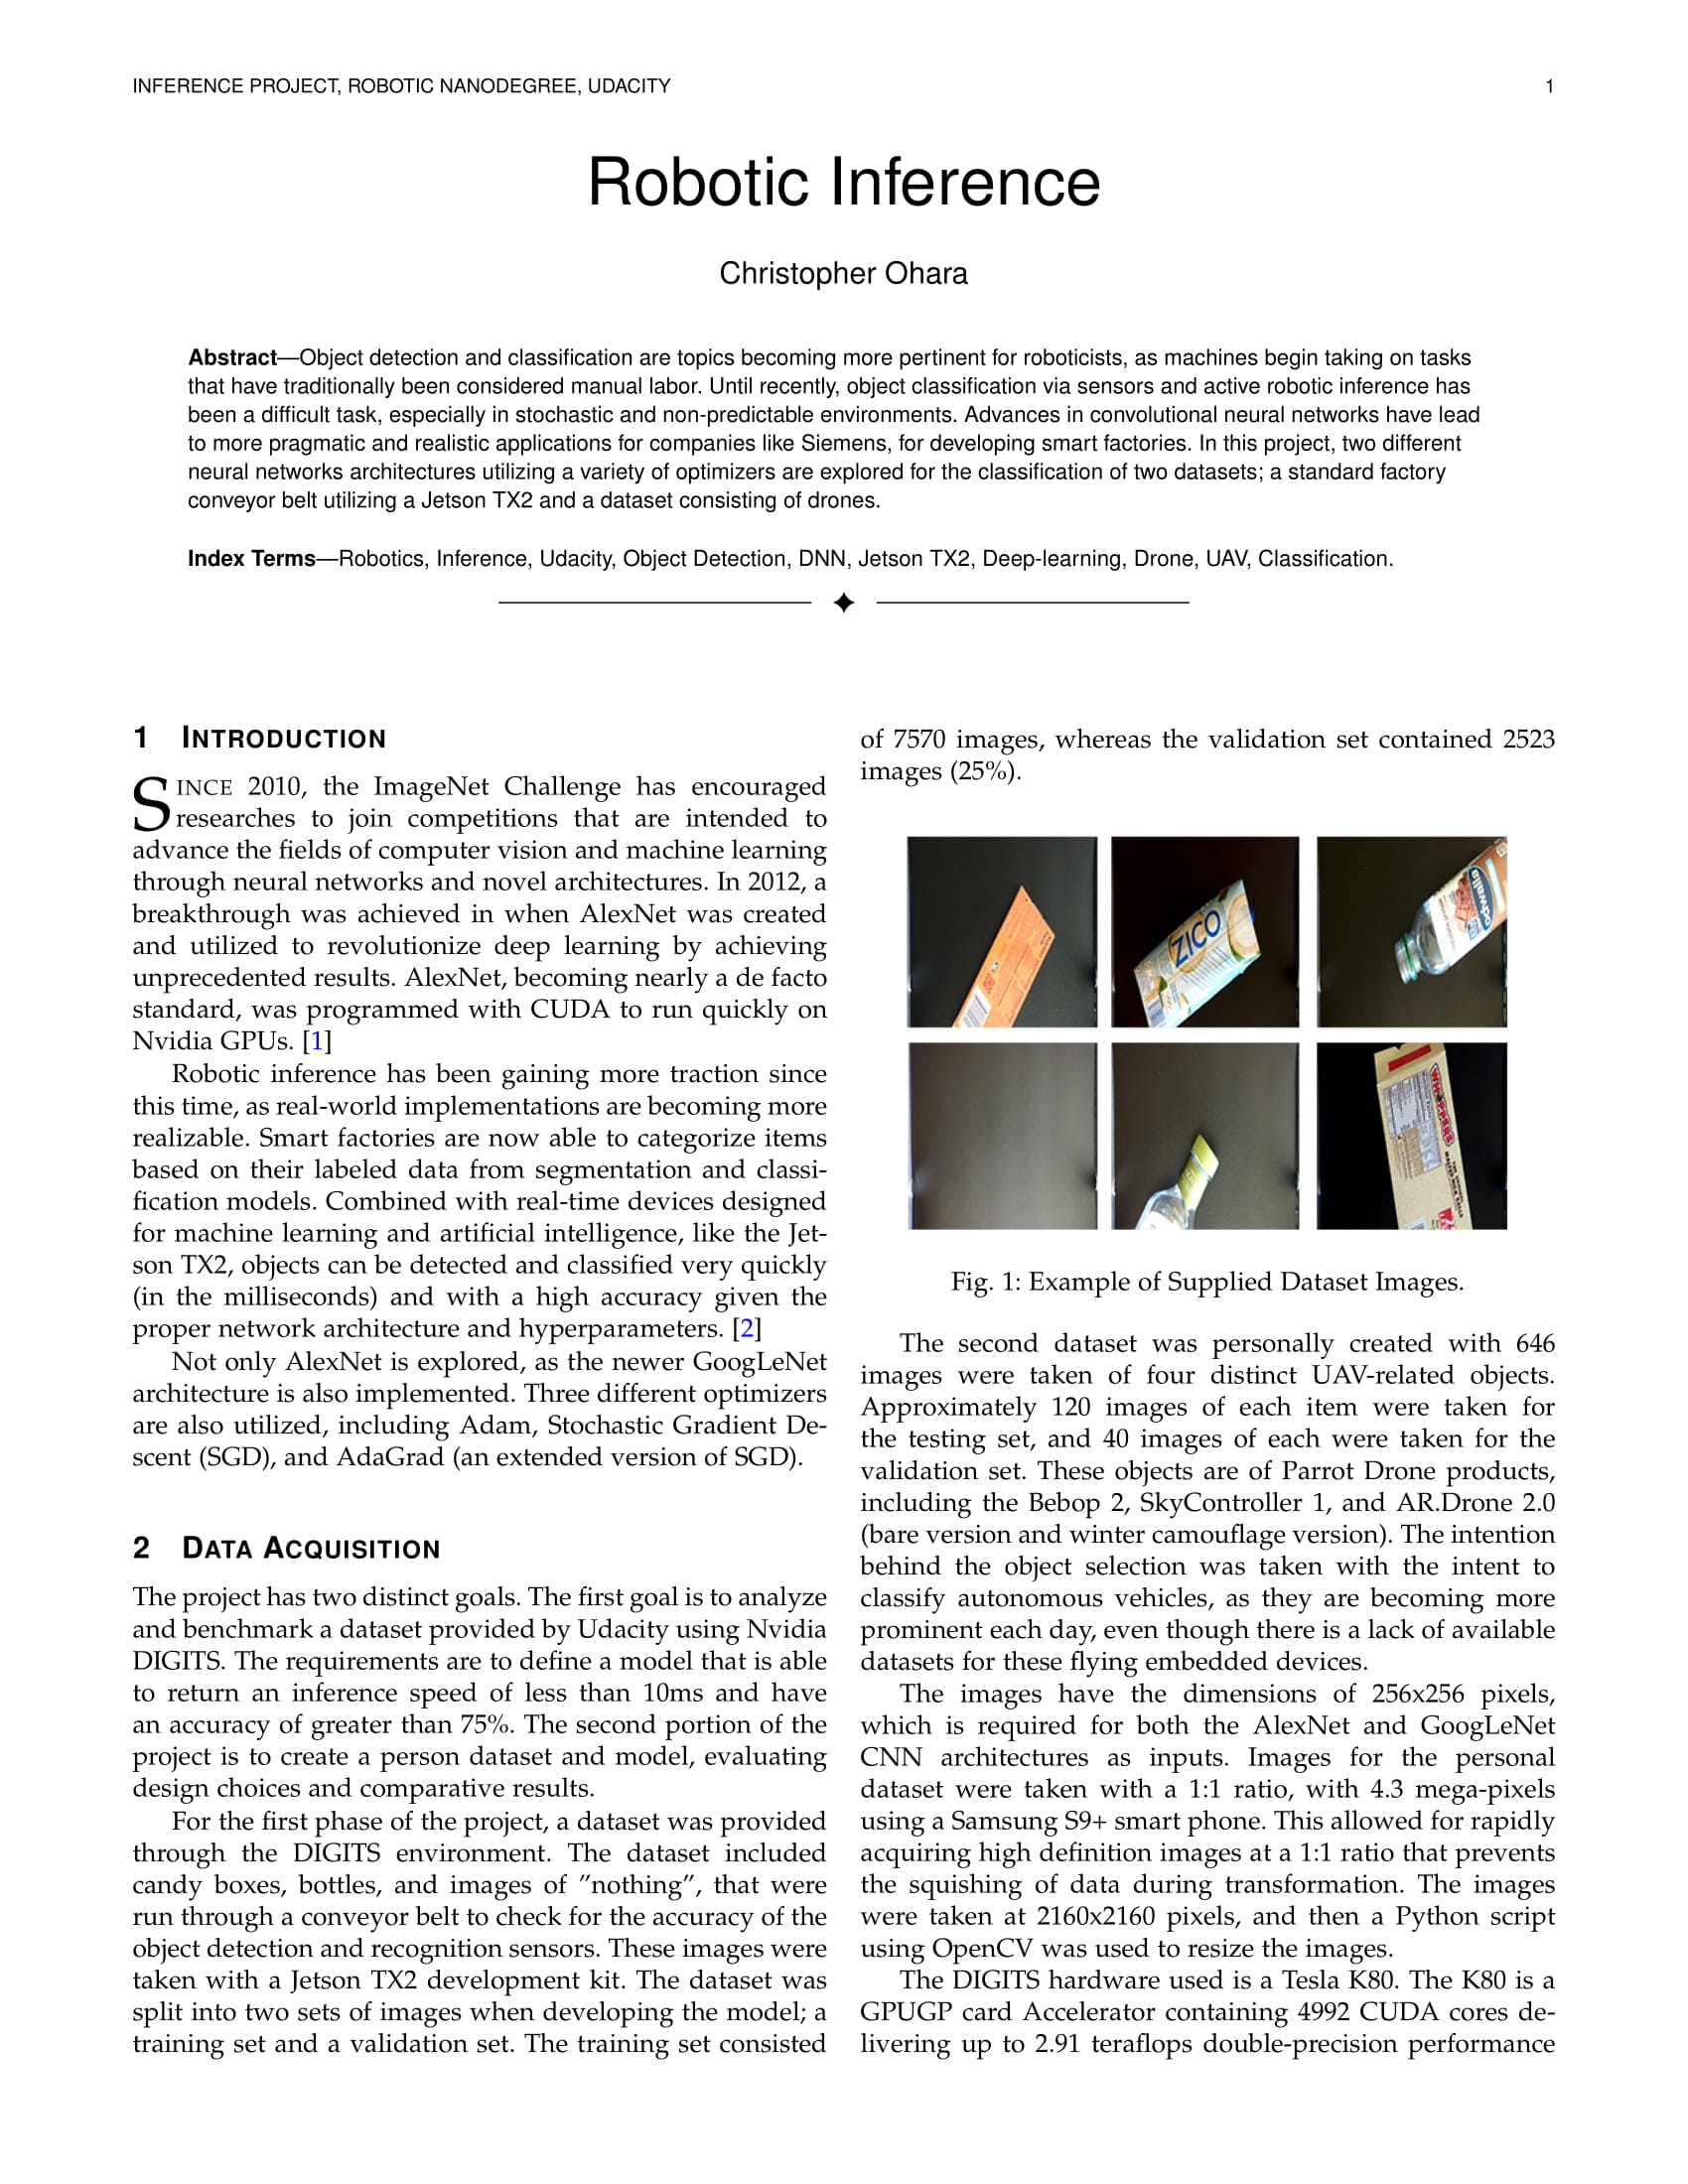 INFERENCE PROJECT, ROBOTIC NANODEGREE, UDACITY 1
Robotic Inference
Christopher Ohara
Abstract—Object detection and classification are topics becoming more pertinent for roboticists, as machines begin taking on tasks
that have traditionally been considered manual labor. Until recently, object classification via sensors and active robotic inference has
been a difficult task, especially in stochastic and non-predictable environments. Advances in convolutional neural networks have lead
to more pragmatic and realistic applications for companies like Siemens, for developing smart factories. In this project, two different
neural networks architectures utilizing a variety of optimizers are explored for the classification of two datasets; a standard factory
conveyor belt utilizing a Jetson TX2 and a dataset consisting of drones.
Index Terms—Robotics, Inference, Udacity, Object Detection, DNN, Jetson TX2, Deep-learning, Drone, UAV, Classification.
1 INTRODUCTION
SINCE 2010, the ImageNet Challenge has encouraged
researches to join competitions that are intended to
advance the fields of computer vision and machine learning
through neural networks and novel architectures. In 2012, a
breakthrough was achieved in when AlexNet was created
and utilized to revolutionize deep learning by achieving
unprecedented results. AlexNet, becoming nearly a de facto
standard, was programmed with CUDA to run quickly on
Nvidia GPUs. [1]
Robotic inference has been gaining more traction since
this time, as real-world implementations are becoming more
realizable. Smart factories are now able to categorize items
based on their labeled data from segmentation and classi-
fication models. Combined with real-time devices designed
for machine learning and artificial intelligence, like the Jet-
son TX2, objects can be detected and classified very quickly
(in the milliseconds) and with a high accuracy given the
proper network architecture and hyperparameters. [2]
Not only AlexNet is explored, as the newer GoogLeNet
architecture is also implemented. Three different optimizers
are also utilized, including Adam, Stochastic Gradient De-
scent (SGD), and AdaGrad (an extended version of SGD).
2 DATA ACQUISITION
The project has two distinct goals. The first goal is to analyze
and benchmark a dataset provided by Udacity using Nvidia
DIGITS. The requirements are to define a model that is able
to return an inference speed of less than 10ms and have
an accuracy of greater than 75%. The second portion of the
project is to create a person dataset and model, evaluating
design choices and comparative results.
For the first phase of the project, a dataset was provided
through the DIGITS environment. The dataset included
candy boxes, bottles, and images of ”nothing”, that were
run through a conveyor belt to check for the accuracy of the
object detection and recognition sensors. These images were
taken with a Jetson TX2 development kit. The dataset was
split into two sets of images when developing the model; a
training set and a validation set. The training set consisted
of 7570 images, whereas the validation set contained 2523
images (25%).
ZICO
odwalla
WHOPPERS
Fig. 1: Example of Supplied Dataset Images.
The second dataset was personally created with 646
images were taken of four distinct UAV-related objects.
Approximately 120 images of each item were taken for
the testing set, and 40 images of each were taken for the
validation set. These objects are of Parrot Drone products,
including the Bebop 2, SkyController 1, and AR.Drone 2.0
(bare version and winter camouflage version). The intention
behind the object selection was taken with the intent to
classify autonomous vehicles, as they are becoming more
prominent each day, even though there is a lack of available
datasets for these flying embedded devices.
The images have the dimensions of 256x256 pixels,
which is required for both the AlexNet and GoogLeNet
CNN architectures as inputs. Images for the personal
dataset were taken with a 1:1 ratio, with 4.3 mega-pixels
using a Samsung S9+ smart phone. This allowed for rapidly
acquiring high definition images at a 1:1 ratio that prevents
the squishing of data during transformation. The images
were taken at 2160x2160 pixels, and then a Python script
using OpenCV was used to resize the images.
The DIGITS hardware used is a Tesla K80. The K80 is a
GPUGP card Accelerator containing 4992 CUDA cores de-
livering up to 2.91 teraflops double-precision performance